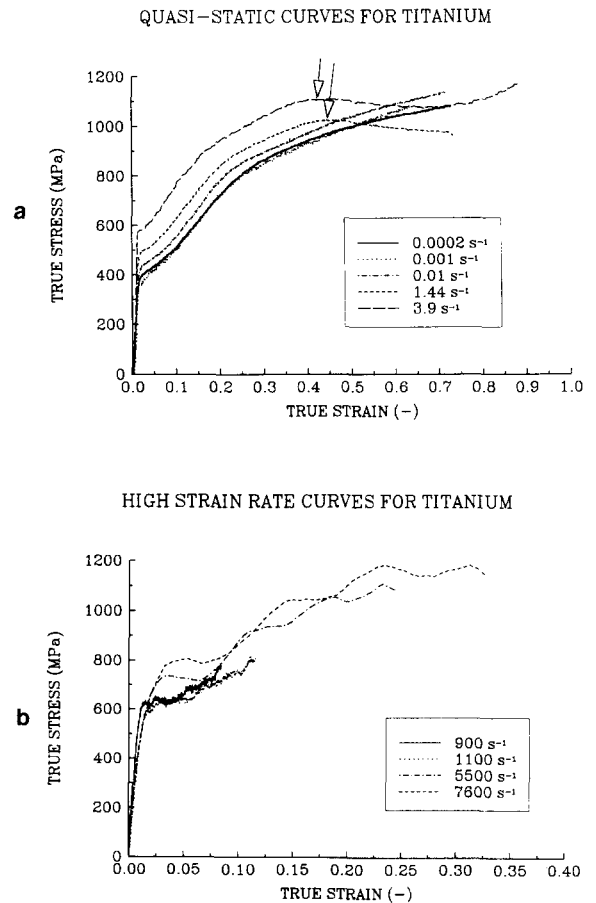 QUASI-STATIC CURVES FOR TITANIUM
a
TRUE STRESS (MPa)
1200
1000
800
600
400
200
0
0.0002 s⁻¹
0.001 s⁻¹
0.01 s⁻¹
1.44 s⁻¹
3.9 s⁻¹
0.0 0.1 0.2 0.3 0.4 0.5 0.6 0.7 0.8 0.9 1.0
TRUE STRAIN (-)
HIGH STRAIN RATE CURVES FOR TITANIUM
b
TRUE STRESS (MPa)
1200
1000
800
600
400
200
0
900 s⁻¹
1100 s⁻¹
5500 s⁻¹
7600 s⁻¹
0.00 0.05 0.10 0.15 0.20 0.25 0.30 0.35 0.40
TRUE STRAIN (-)